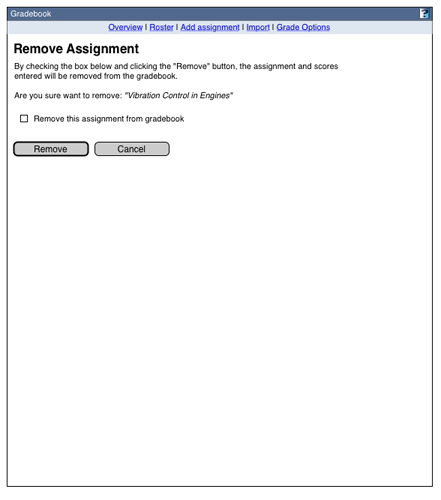 Gradebook
Overview | Roster | Add assignment | Import | Grade Options
Remove Assignment
By checking the box below and clicking the "Remove" button, the assignment and scores
entered will be removed from the gradebook.
Are you sure want to remove: "Vibration Control in Engines"
Remove this assignment from gradebook
Remove Cancel